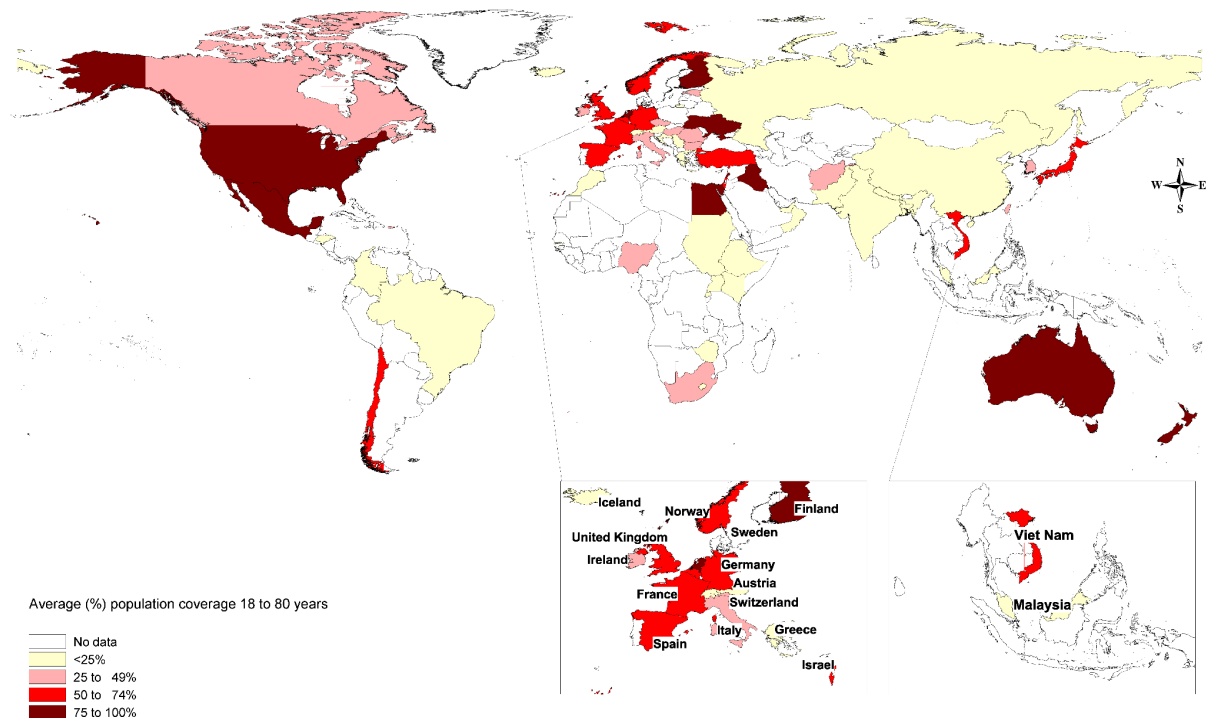 N
W E
S
Iceland
Norway
Finland
Sweden
United Kingdom
Ireland
Germany
Austria
France
Switzerland
Italy
Greece
Spain
Israel
Viet Nam
Malaysia
Average (%) population coverage 18 to 80 years
No data
<25%
25 to 49%
50 to 74%
75 to 100%